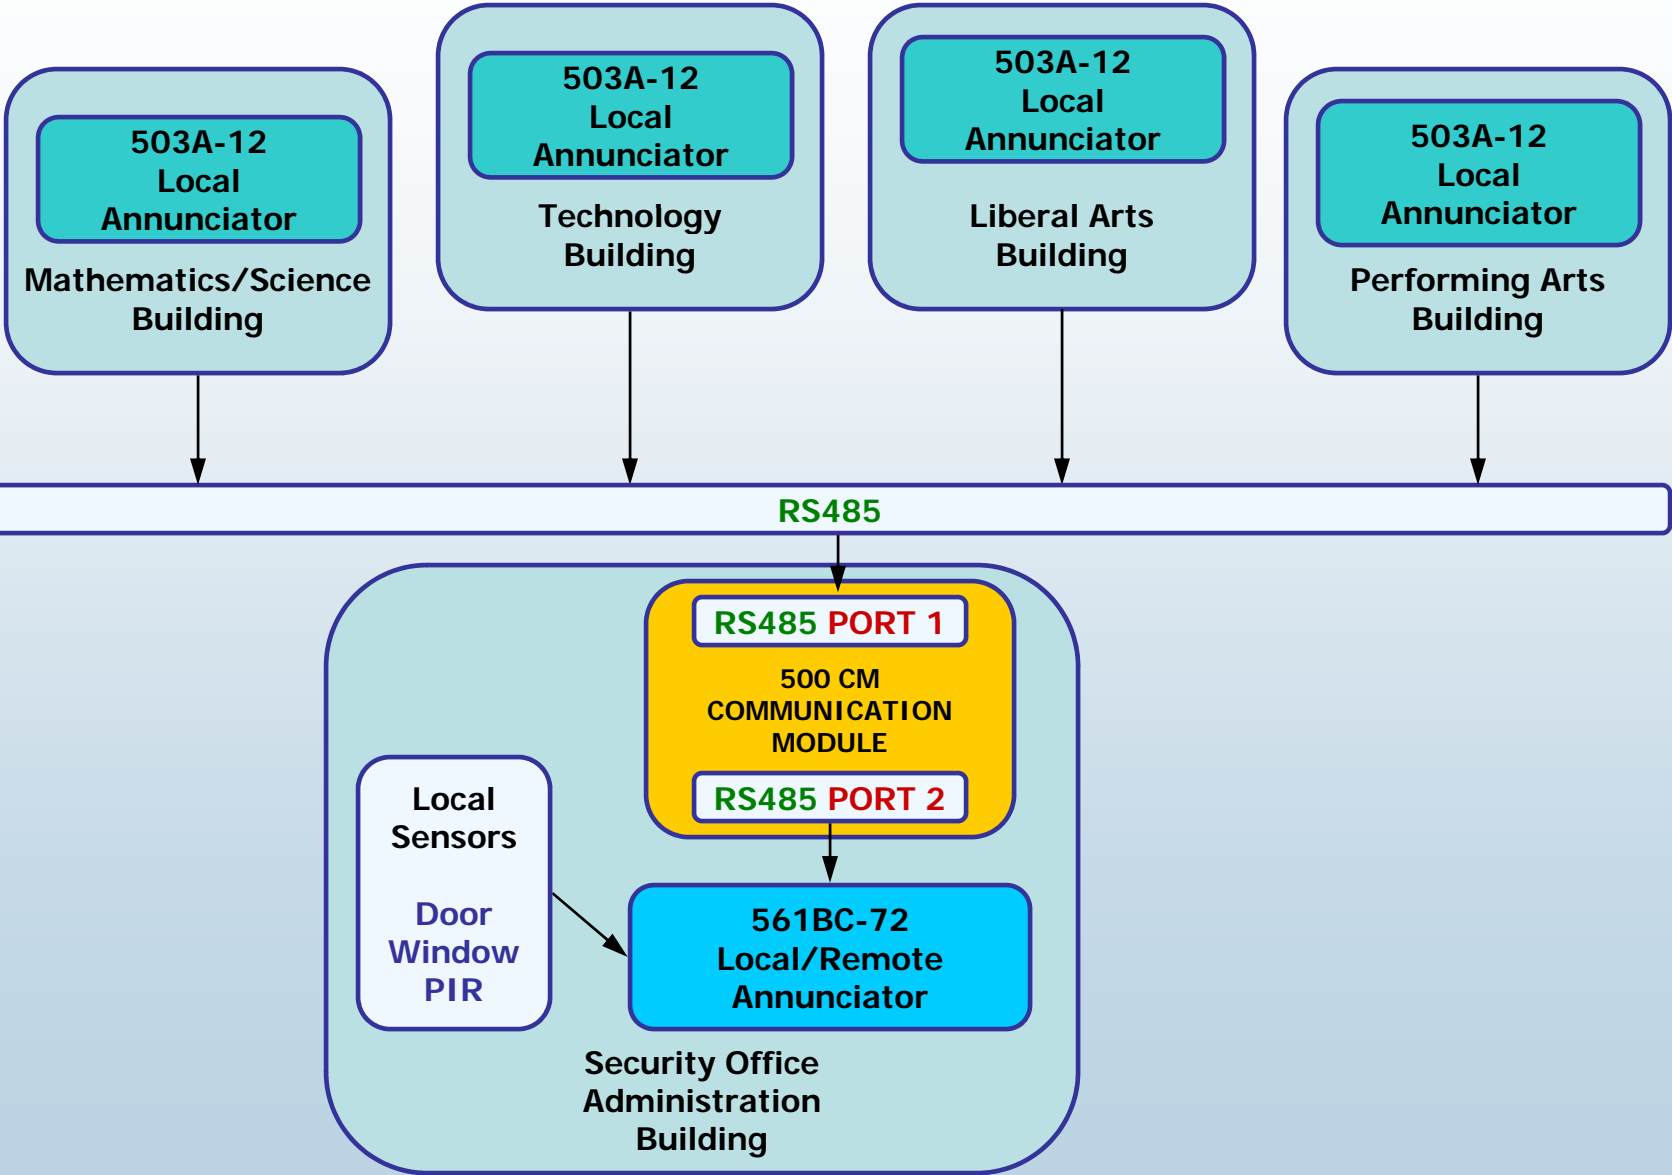 503A-12
Local
Annunciator
Mathematics/Science
Building
503A-12
Local
Annunciator
Technology
Building
503A-12
Local
Annunciator
Liberal Arts
Building
503A-12
Local
Annunciator
Performing Arts
Building
RS485
RS485 PORT 1
500 CM
COMMUNICATION
MODULE
RS485 PORT 2
Local
Sensors
Door
Window
PIR
561BC-72
Local/Remote
Annunciator
Security Office
Administration
Building